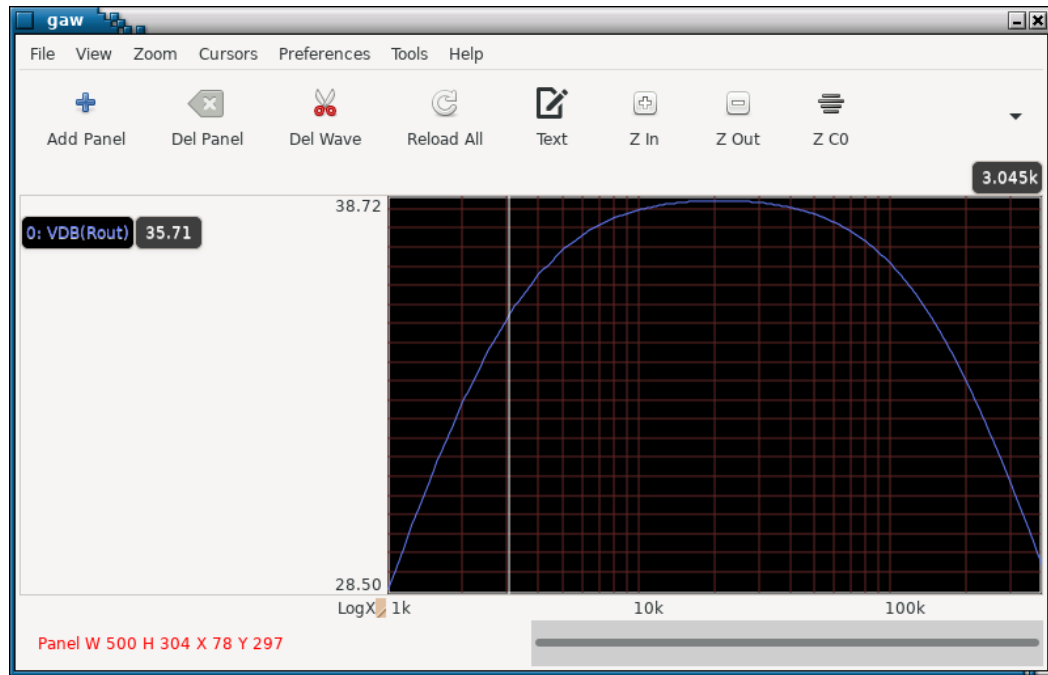 gaw
File View Zoom Cursors Preferences Tools Help
Add Panel Del Panel Del Wave Reload All Text Z In Z Out Z C0
3.045k
38.72
0: VDB(Rout) 35.71
28.50
LogX 1k 10k 100k
Panel W 500 H 304 X 78 Y 297